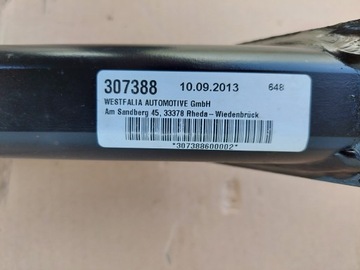 307388 10.09.2013 648
WESTFALIA AUTOMOTIVE GmbH
Am Sandberg 45, 33378 Rheda - Wiedenbrück
*307388600002*